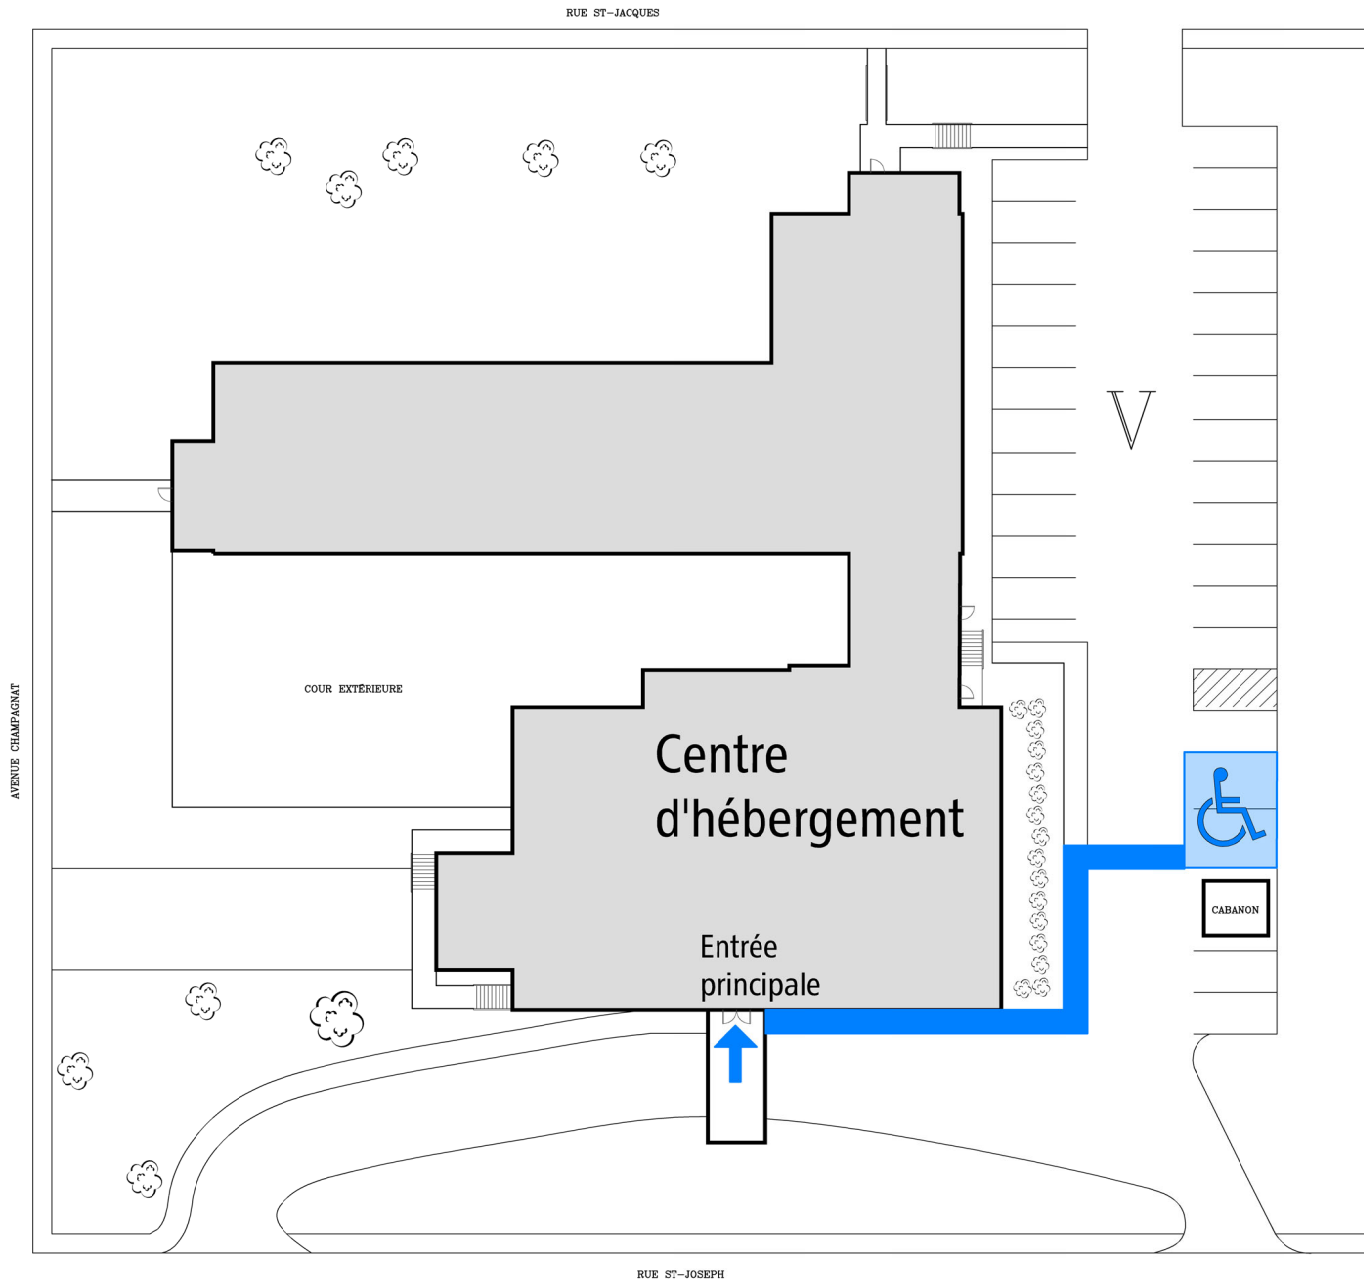 RUE ST-JACQUES
V
AVENUE CHAMPAGNAT
COUR EXTÉRIEURE
Centre
d'hébergement
CABANON
Entrée
principale
RUE ST-JOSEPH